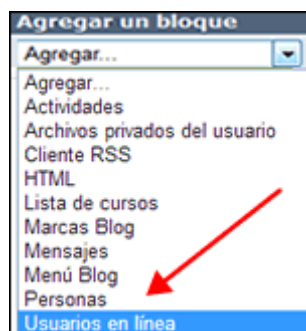 Agregar un bloque
Agregar...
Agregar...
Actividades
Archivos privados del usuario
Cliente RSS
HTML
Lista de cursos
Marcas Blog
Mensajes
Menú Blog
Personas
Usuarios en línea